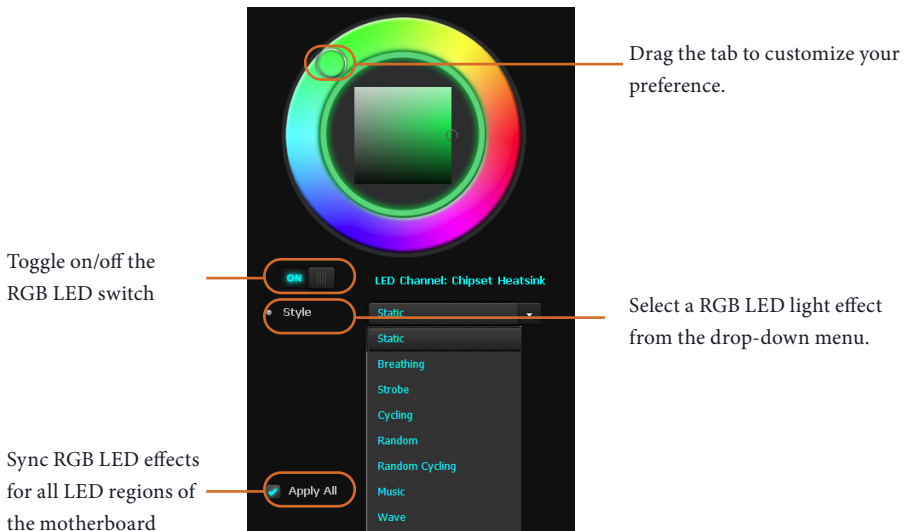 Drag the tab to customize your
preference.
Toggle on/off the
RGB LED switch
ON
LED Channel: Chipset Heatsink
Style
Static
Select a RGB LED light effect
from the drop-down menu.
Static
Breathing
Strobe
Cycling
Random
Random Cycling
Music
Wave
Sync RGB LED effects
for all LED regions of
the motherboard
Apply All